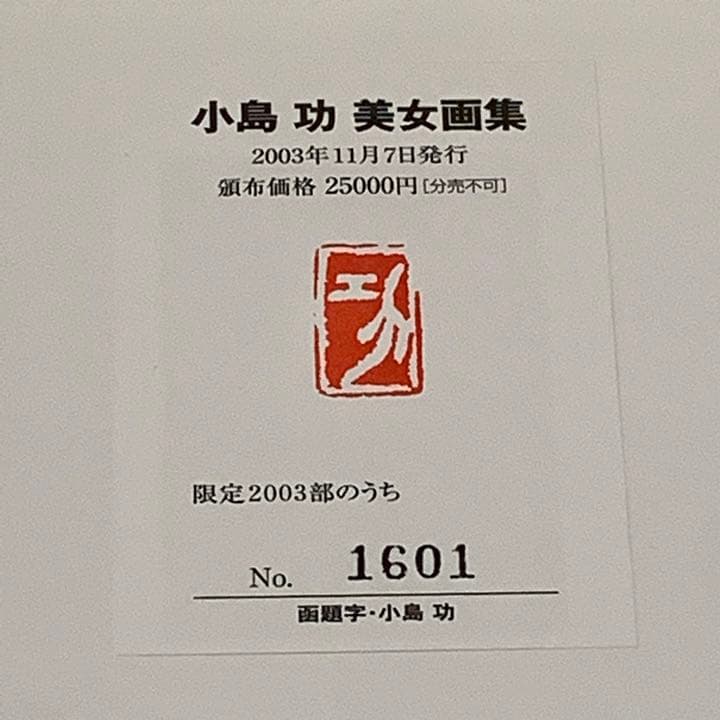 小島 功 美女画集
2003年11月7日発行
頒布価格 25000円[分売不可]
功
限定2003部のうち
No. 1601
函題字・小島 功